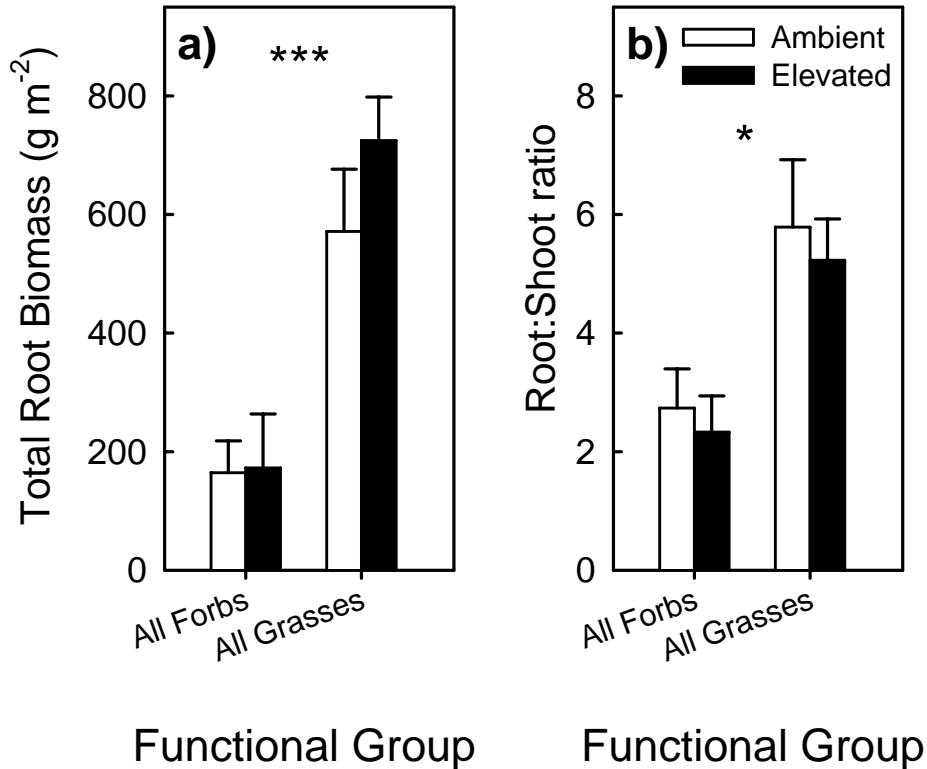 a)
***
Total Root Biomass (g m-2)
800
600
400
200
0
All Forbs
All Grasses
Functional Group
b)
Ambient
Elevated
*
Root:Shoot ratio
8
6
4
2
0
All Forbs
All Grasses
Functional Group